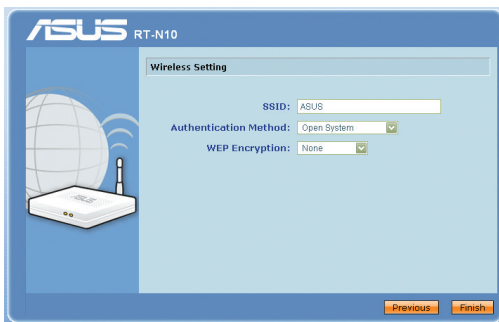 ASUS RT-N10
Wireless Setting
SSID: ASUS
Authentication Method: Open System
WEP Encryption: None
Previous Finish